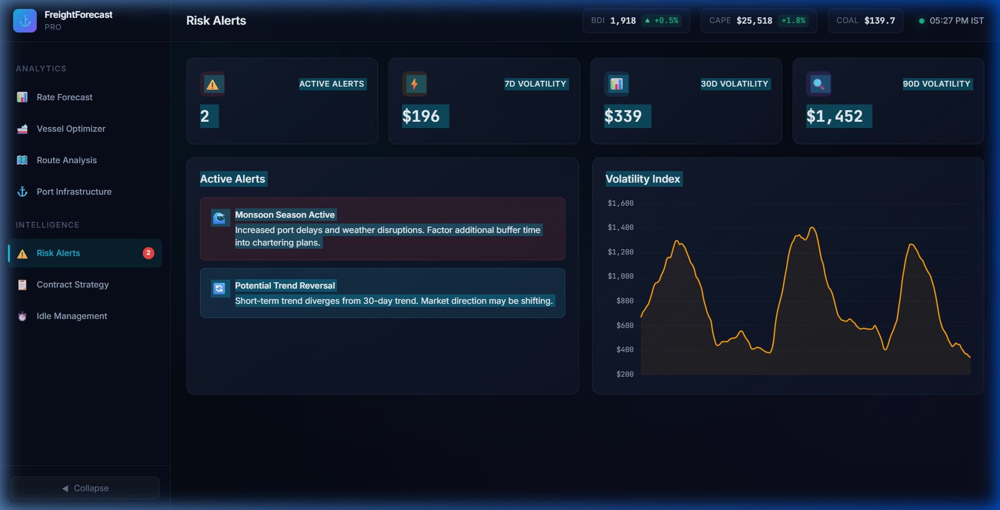 FreightForecast
PRO
ANALYTICS
Rate Forecast
Vessel Optimizer
Route Analysis
Port Infrastructure
INTELLIGENCE
Risk Alerts 2
Contract Strategy
Idle Management
◀ Collapse
Risk Alerts
BDI 1,918 ▲ +0.5%
CAPE $25,518 +1.8%
COAL $139.7
05:27 PM IST
ACTIVE ALERTS
2
7D VOLATILITY
$196
30D VOLATILITY
$339
90D VOLATILITY
$1,452
Active Alerts
Monsoon Season Active
Increased port delays and weather disruptions. Factor additional buffer time
into chartering plans.
Potential Trend Reversal
Short-term trend diverges from 30-day trend. Market direction may be shifting.
Volatility Index
$1,600
$1,400
$1,200
$1,000
$800
$600
$400
$200